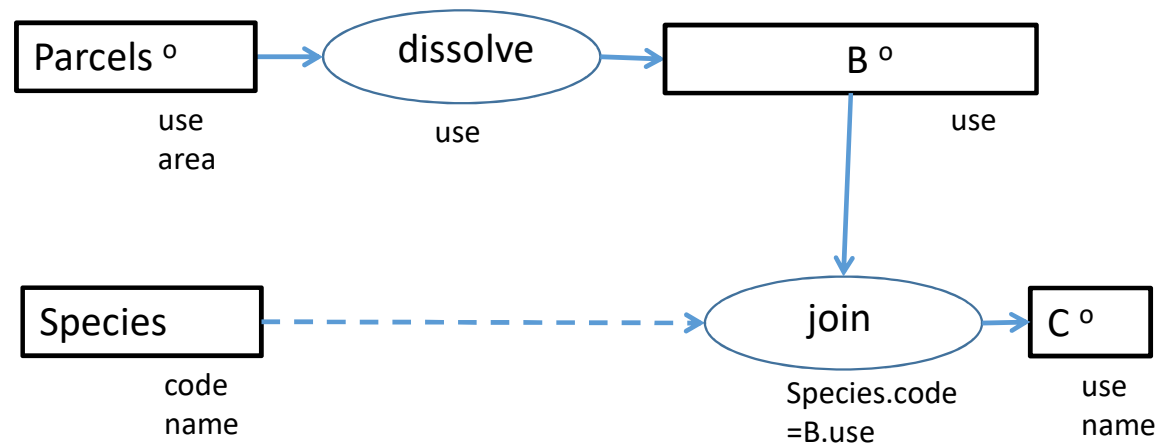 Parcels º
use
area
dissolve
use
B º
use
Species
code
name
join
Species.code
=B.use
C º
use
name